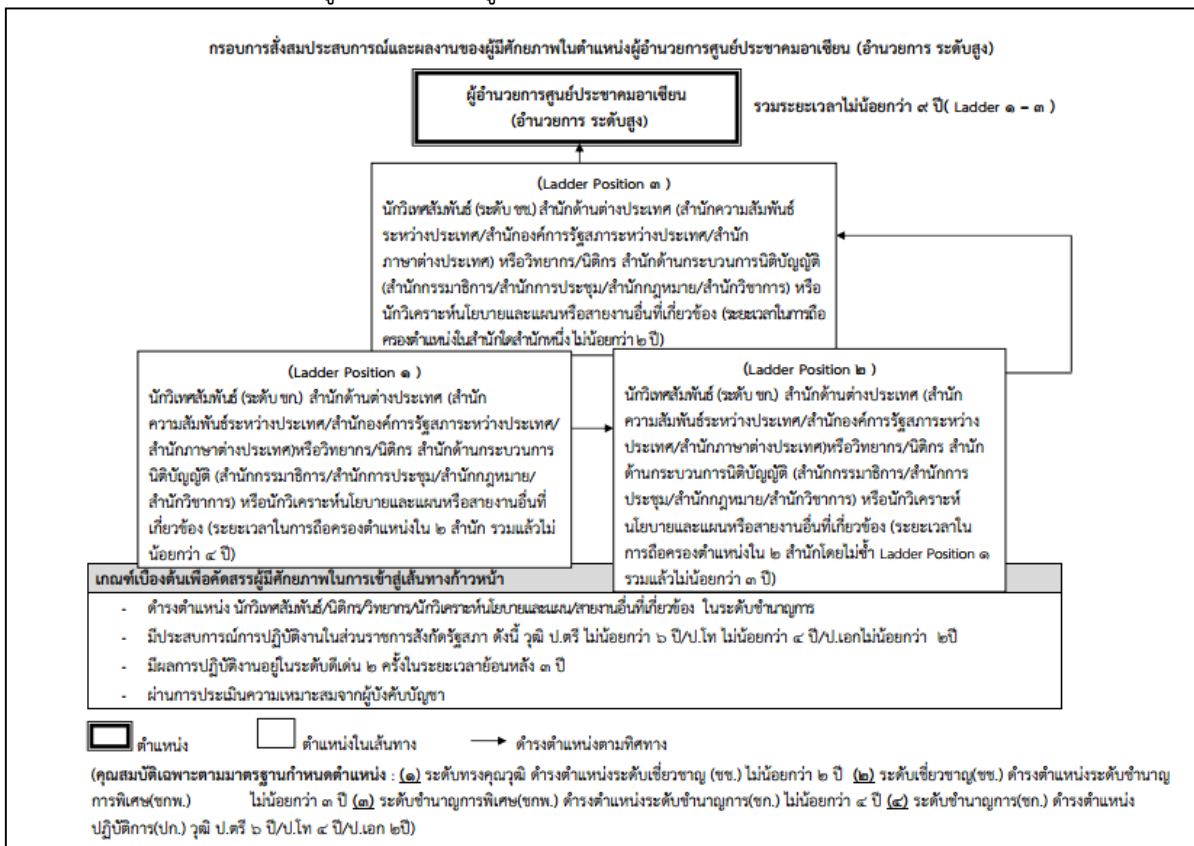 กรอบการสั่งสมประสบการณ์และผลงานของผู้มีศักยภาพในตำแหน่งผู้อำนวยการศูนย์ประชาคมอาเซียน (อำนวยการ ระดับสูง)
ผู้อำนวยการศูนย์ประชาคมอาเซียน
(อำนวยการ ระดับสูง)
รวมระยะเวลาไม่น้อยกว่า ๙ ปี( Ladder ๑ – ๓ )
(Ladder Position ๓ )
นักวิเทศสัมพันธ์ (ระดับ ชช.) สำนักด้านต่างประเทศ (สำนักความสัมพันธ์
ระหว่างประเทศ/สำนักองค์การรัฐสภาระหว่างประเทศ/สำนัก
ภาษาต่างประเทศ) หรือวิทยากร/นิติกร สำนักด้านกระบวนการนิติบัญญัติ
(สำนักกรรมาธิการ/สำนักการประชุม/สำนักกฎหมาย/สำนักวิชาการ) หรือ
นักวิเคราะห์นโยบายและแผนหรือสายงานอื่นที่เกี่ยวข้อง (ระยะเวลาในการถือ
ครองตำแหน่งในสำนักใดสำนักหนึ่ง ไม่น้อยกว่า ๒ ปี)
(Ladder Position ๑ )
นักวิเทศสัมพันธ์ (ระดับ ชก.) สำนักด้านต่างประเทศ (สำนัก
ความสัมพันธ์ระหว่างประเทศ/สำนักองค์การรัฐสภาระหว่างประเทศ/
สำนักภาษาต่างประเทศ)หรือวิทยากร/นิติกร สำนักด้านกระบวนการ
นิติบัญญัติ (สำนักกรรมาธิการ/สำนักการประชุม/สำนักกฎหมาย/
สำนักวิชาการ) หรือนักวิเคราะห์นโยบายและแผนหรือสายงานอื่นที่
เกี่ยวข้อง (ระยะเวลาในการถือครองตำแหน่งใน ๒ สำนัก รวมแล้วไม่
น้อยกว่า ๔ ปี)
(Ladder Position ๒ )
นักวิเทศสัมพันธ์ (ระดับ ชก.) สำนักด้านต่างประเทศ (สำนัก
ความสัมพันธ์ระหว่างประเทศ/สำนักองค์การรัฐสภาระหว่าง
ประเทศ/สำนักภาษาต่างประเทศ)หรือวิทยากร/นิติกร สำนัก
ด้านกระบวนการนิติบัญญัติ (สำนักกรรมาธิการ/สำนักการ
ประชุม/สำนักกฎหมาย/สำนักวิชาการ) หรือนักวิเคราะห์
นโยบายและแผนหรือสายงานอื่นที่เกี่ยวข้อง (ระยะเวลาใน
การถือครองตำแหน่งใน ๒ สำนักโดยไม่ซ้ำ Ladder Position ๑
รวมแล้วไม่น้อยกว่า ๓ ปี)
เกณฑ์เบื้องต้นเพื่อคัดสรรผู้มีศักยภาพในการเข้าสู่เส้นทางก้าวหน้า
- ดำรงตำแหน่ง นักวิเทศสัมพันธ์/นิติกร/วิทยากร/นักวิเคราะห์นโยบายและแผน/สายงานอื่นที่เกี่ยวข้อง ในระดับชำนาญการ
- มีประสบการณ์การปฏิบัติงานในส่วนราชการสังกัดรัฐสภา ดังนี้ วุฒิ ป.ตรี ไม่น้อยกว่า ๖ ปี/ป.โท ไม่น้อยกว่า ๔ ปี/ป.เอกไม่น้อยกว่า ๒ปี
- มีผลการปฏิบัติงานอยู่ในระดับดีเด่น ๒ ครั้งในระยะเวลาย้อนหลัง ๓ ปี
- ผ่านการประเมินความเหมาะสมจากผู้บังคับบัญชา
ตำแหน่ง ตำแหน่งในเส้นทาง ดำรงตำแหน่งตามทิศทาง
(คุณสมบัติเฉพาะตามมาตรฐานกำหนดตำแหน่ง : (๑) ระดับทรงคุณวุฒิ ดำรงตำแหน่งระดับเชี่ยวชาญ (ชช.) ไม่น้อยกว่า ๒ ปี (๒) ระดับเชี่ยวชาญ(ชช.) ดำรงตำแหน่งระดับชำนาญ
การพิเศษ(ชกพ.) ไม่น้อยกว่า ๓ ปี (๓) ระดับชำนาญการพิเศษ(ชกพ.) ดำรงตำแหน่งระดับชำนาญการ(ชก.) ไม่น้อยกว่า ๔ ปี (๔) ระดับชำนาญการ(ชก.) ดำรงตำแหน่ง
ปฏิบัติการ(ปก.) วุฒิ ป.ตรี ๖ ปี/ป.โท ๔ ปี/ป.เอก ๒ปี)